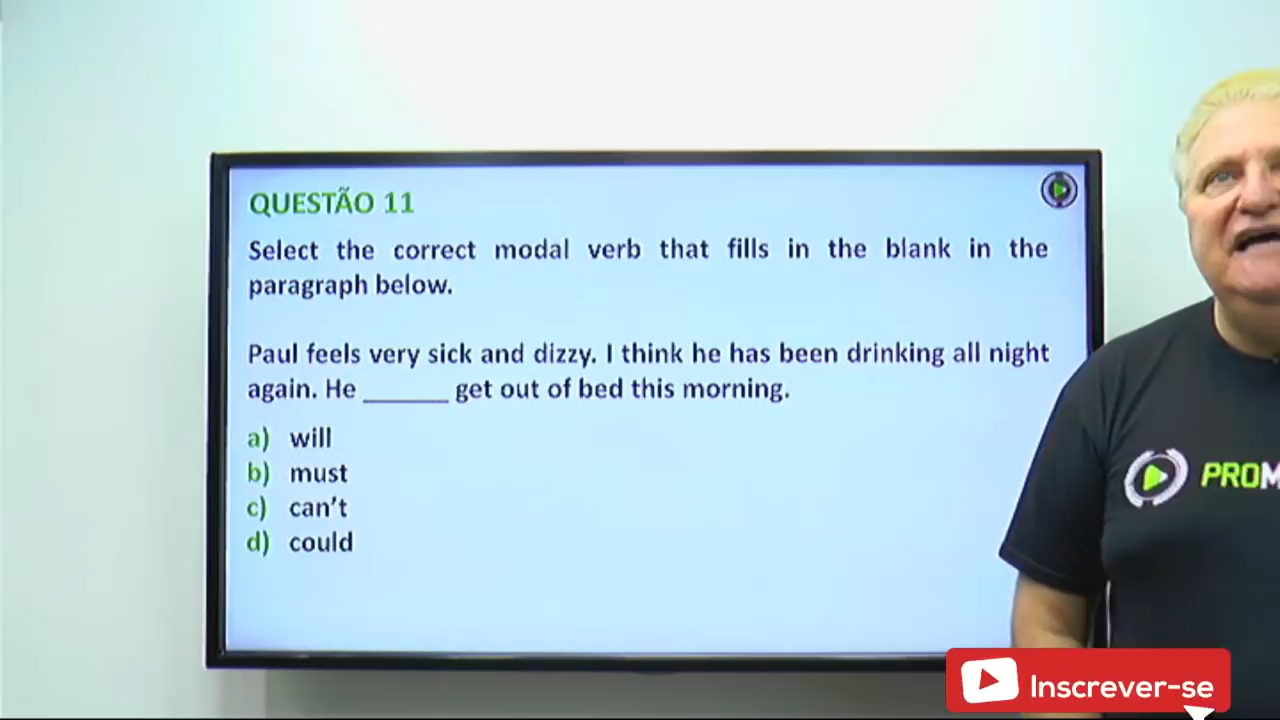 QUESTÃO 11
Select the correct modal verb that fills in the blank in the
paragraph below.
Paul feels very sick and dizzy. I think he has been drinking all night
again. He ______ get out of bed this morning.
a) will
b) must
c) can't
d) could
PROM
Inscrever-se